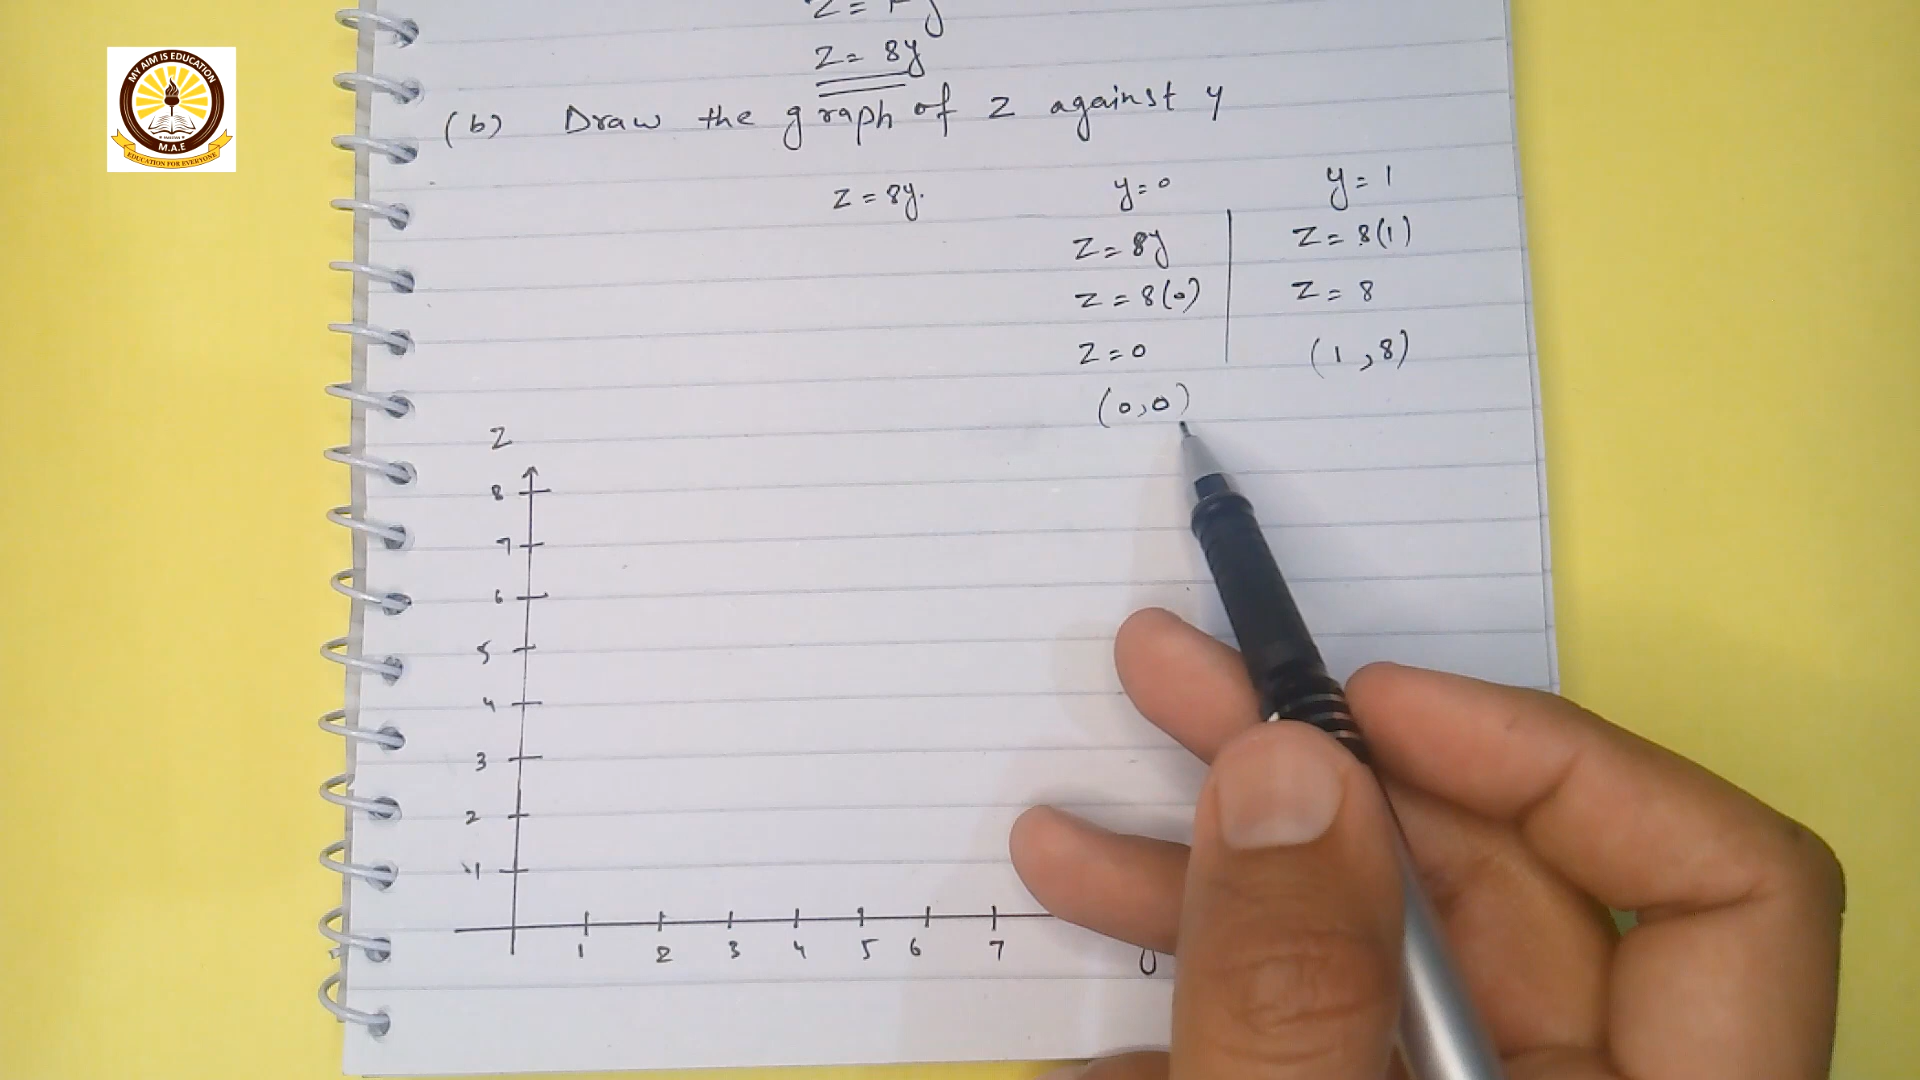 MY AIM IS EDUCATION
M.A.E
EDUCATION FOR EVERYONE
Z = 8y
(b) Draw the graph of z against y
Z = 8y.
y = 0
Z = 8y
Z = 8(0)
Z = 0
(0,0)
y = 1
Z = 8(1)
Z = 8
(1,8)
Z
8
7
6
5
4
3
2
1
1 2 3 4 5 6 7